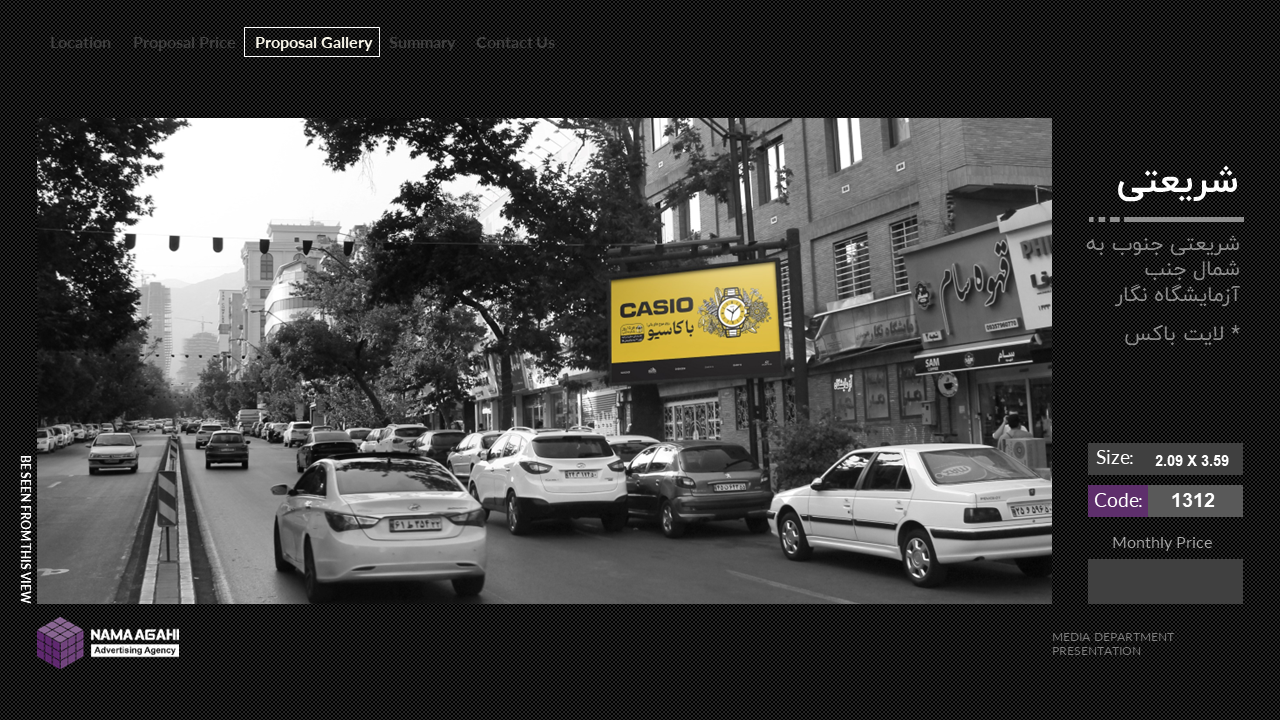 Location
Proposal Price
Proposal Gallery
Summary
Contact Us
شریعتی
شریعتی جنوب به
شمال جنب
آزمایشگاه نگار
* لایت باکس
CASIO
با کاسیو
قهوه سام
SAM
سام
Size: 2.09 X 3.59
Code: 1312
Monthly Price
BE SEEN FROM THIS VIEW
NAMA AGAHI
Advertising Agency
MEDIA DEPARTMENT
PRESENTATION